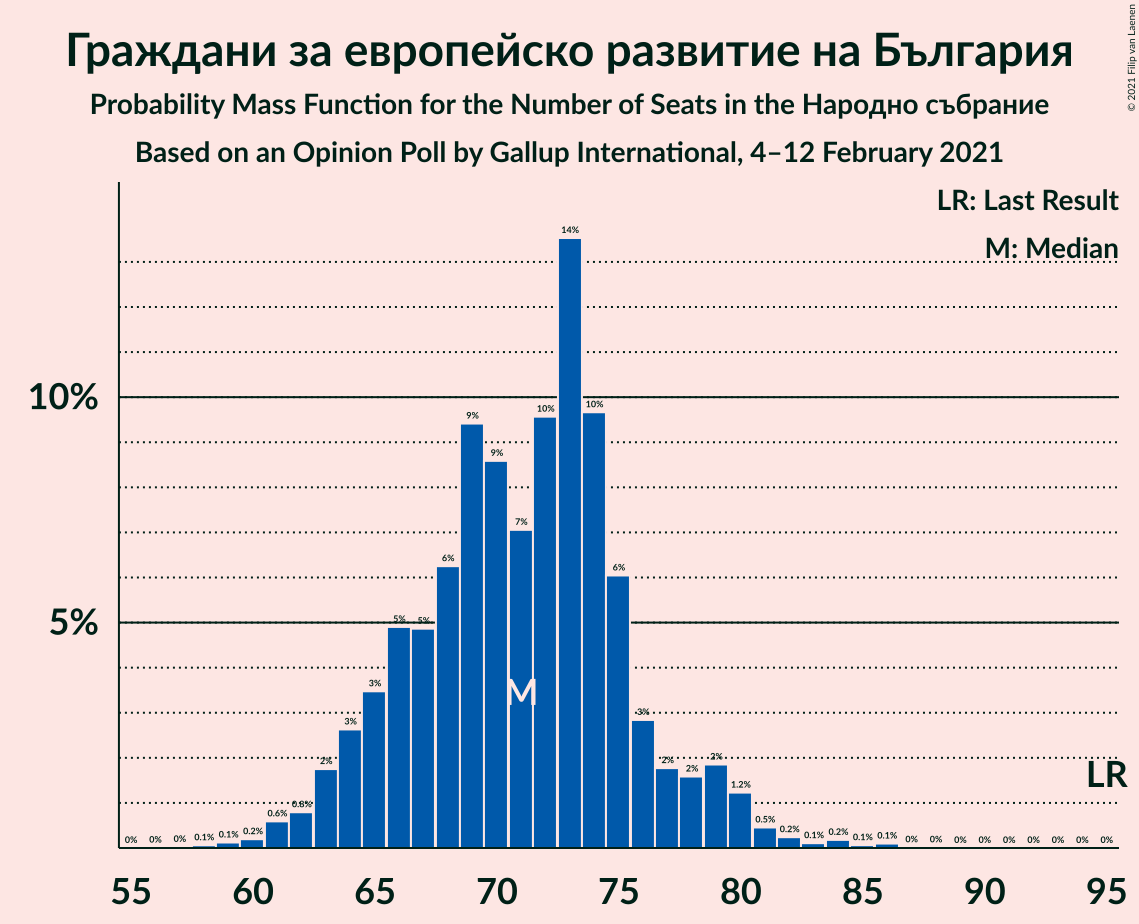 Граждани за европейско развитие на България
Probability Mass Function for the Number of Seats in the Народно събрание
Based on an Opinion Poll by Gallup International, 4–12 February 2021
© 2021 Filip van Laenen
LR: Last Result
M: Median
10%
5%
0% 0% 0% 0.1% 0.1% 0.2% 0.6% 0.8% 2% 3% 3% 5% 5% 6% 9% 9% 7% 10% 14% 10% 6% 3% 2% 2% 2% 1.2% 0.5% 0.2% 0.1% 0.2% 0.1% 0.1% 0% 0% 0% 0% 0% 0% 0% 0% 0%
M
LR
55 60 65 70 75 80 85 90 95